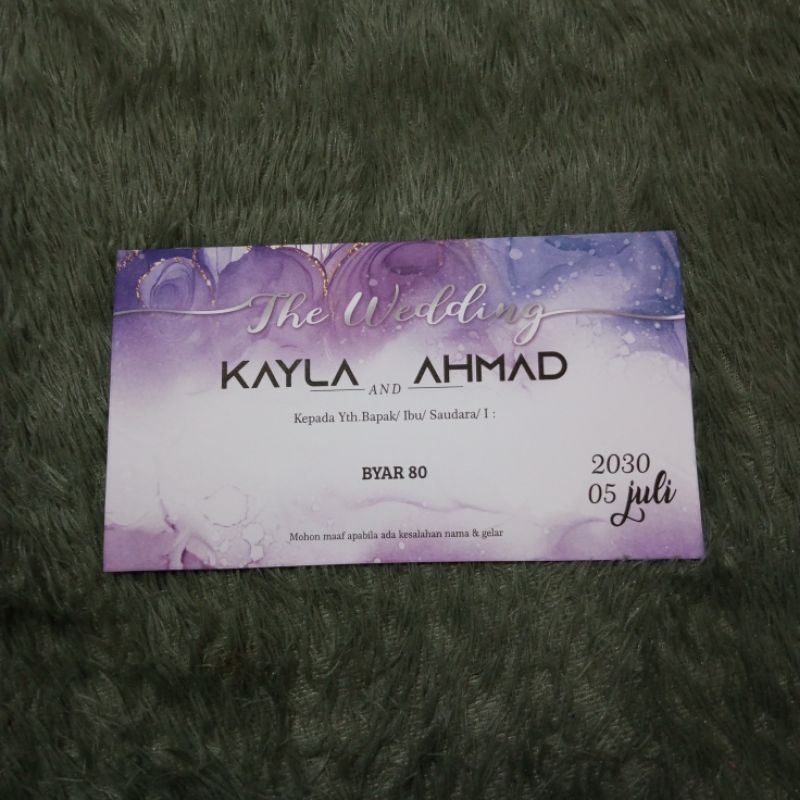 The Wedding
KAYLA AND AHMAD
Kepada Yth.Bapak/ Ibu/ Saudara/ I :
BYAR 80
2030
05 juli
Mohon maaf apabila ada kesalahan nama & gelar